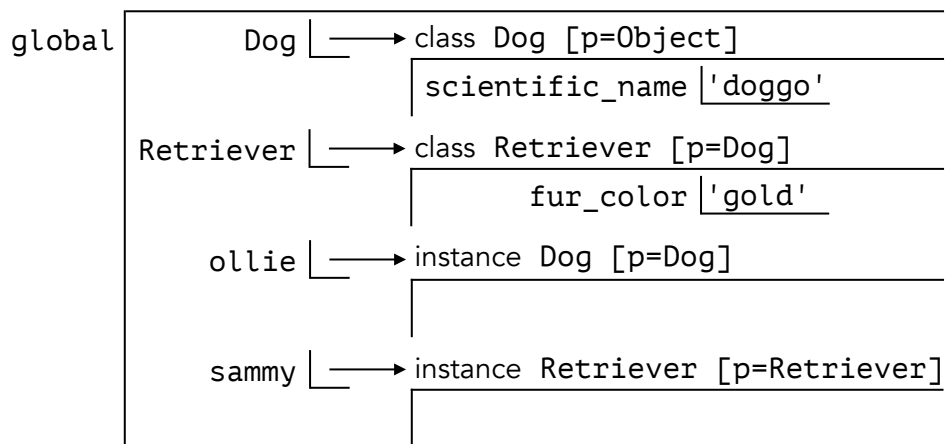 global Dog class Dog [p=Object]
scientific_name 'doggo'
Retriever class Retriever [p=Dog]
fur_color 'gold'
ollie instance Dog [p=Dog]
sammy instance Retriever [p=Retriever]